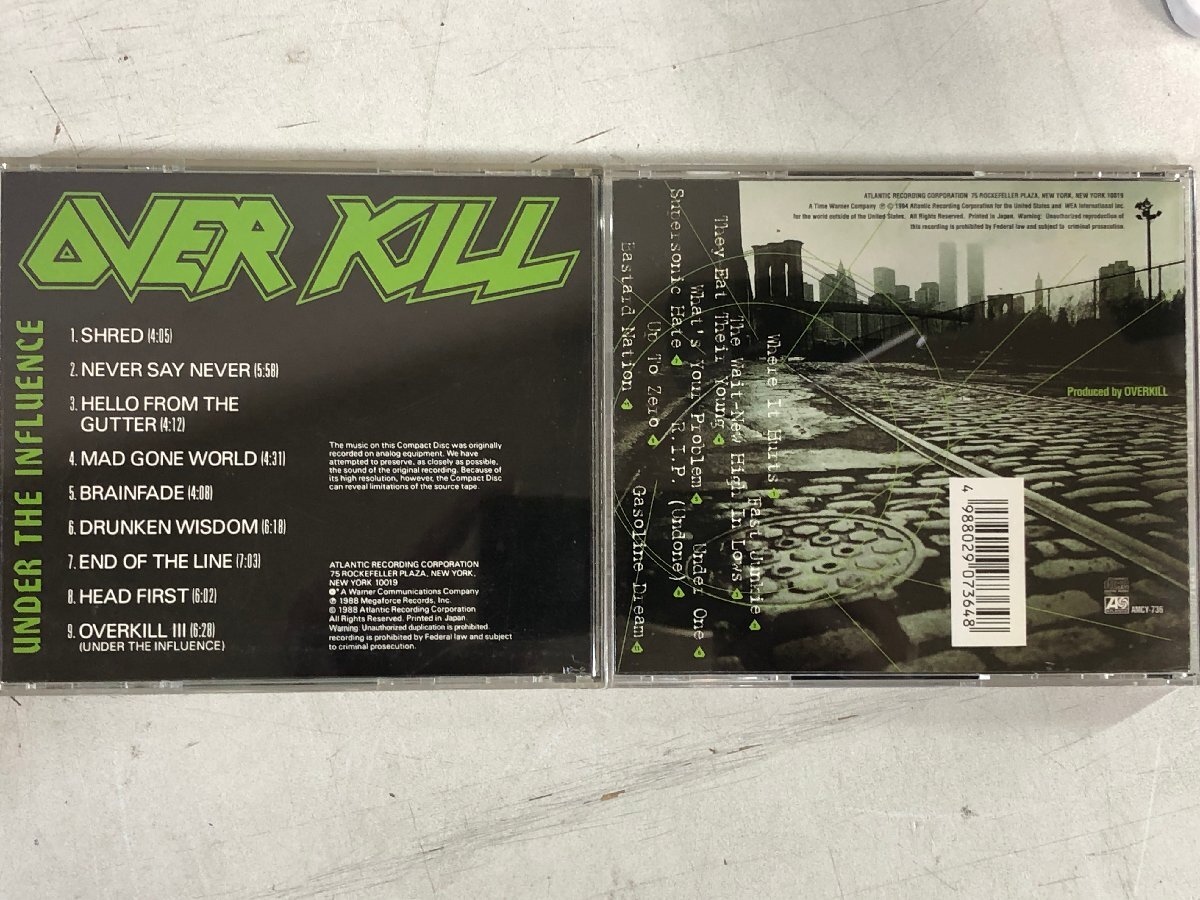 OVER KILL
UNDER THE INFLUENCE
1. SHRED (4:05)
2. NEVER SAY NEVER (5:58)
3. HELLO FROM THE
GUTTER (4:12)
4. MAD GONE WORLD (4:31)
5. BRAINFADE (4:08)
6. DRUNKEN WISDOM (6:18)
7. END OF THE LINE (7:03)
8. HEAD FIRST (6:02)
9. OVERKILL III (6:28)
(UNDER THE INFLUENCE)
The music on this Compact Disc was originally
recorded on analog equipment. We have
attempted to preserve, as closely as possible,
the sound of the original recording. Because of
its high resolution, however, the Compact Disc
can reveal limitations of the source tape.
ATLANTIC RECORDING CORPORATION
75 ROCKEFELLER PLAZA, NEW YORK,
NEW YORK 10019
A Warner Communications Company
℗ 1988 Megaforce Records, Inc.
© 1988 Atlantic Recording Corporation
All Rights Reserved. Printed in Japan.
Warning: Unauthorized duplication is prohibited.
recording is prohibited by Federal law and subject
to criminal prosecution.
ATLANTIC RECORDING CORPORATION 75 ROCKEFELLER PLAZA, NEW YORK, NEW YORK 10019
A Time Warner Company ℗ © 1994 Atlantic Recording Corporation for the United States and WEA International Inc.
for the world outside of the United States. All Rights Reserved. Printed in Japan. Warning: Unauthorized reproduction of
this recording is prohibited by Federal law and subject to criminal prosecution.
Where It Hurts
Fast Junkie
The Wait-New High In Lows
They Eat Their Young
What's Your Problem
Under One
Supersonic Hate
R.I.P. (Undone)
Up To Zero
Bastard Nation
Gasoline Dream
Produced by OVERKILL
4 988029 073648
AMCY-736